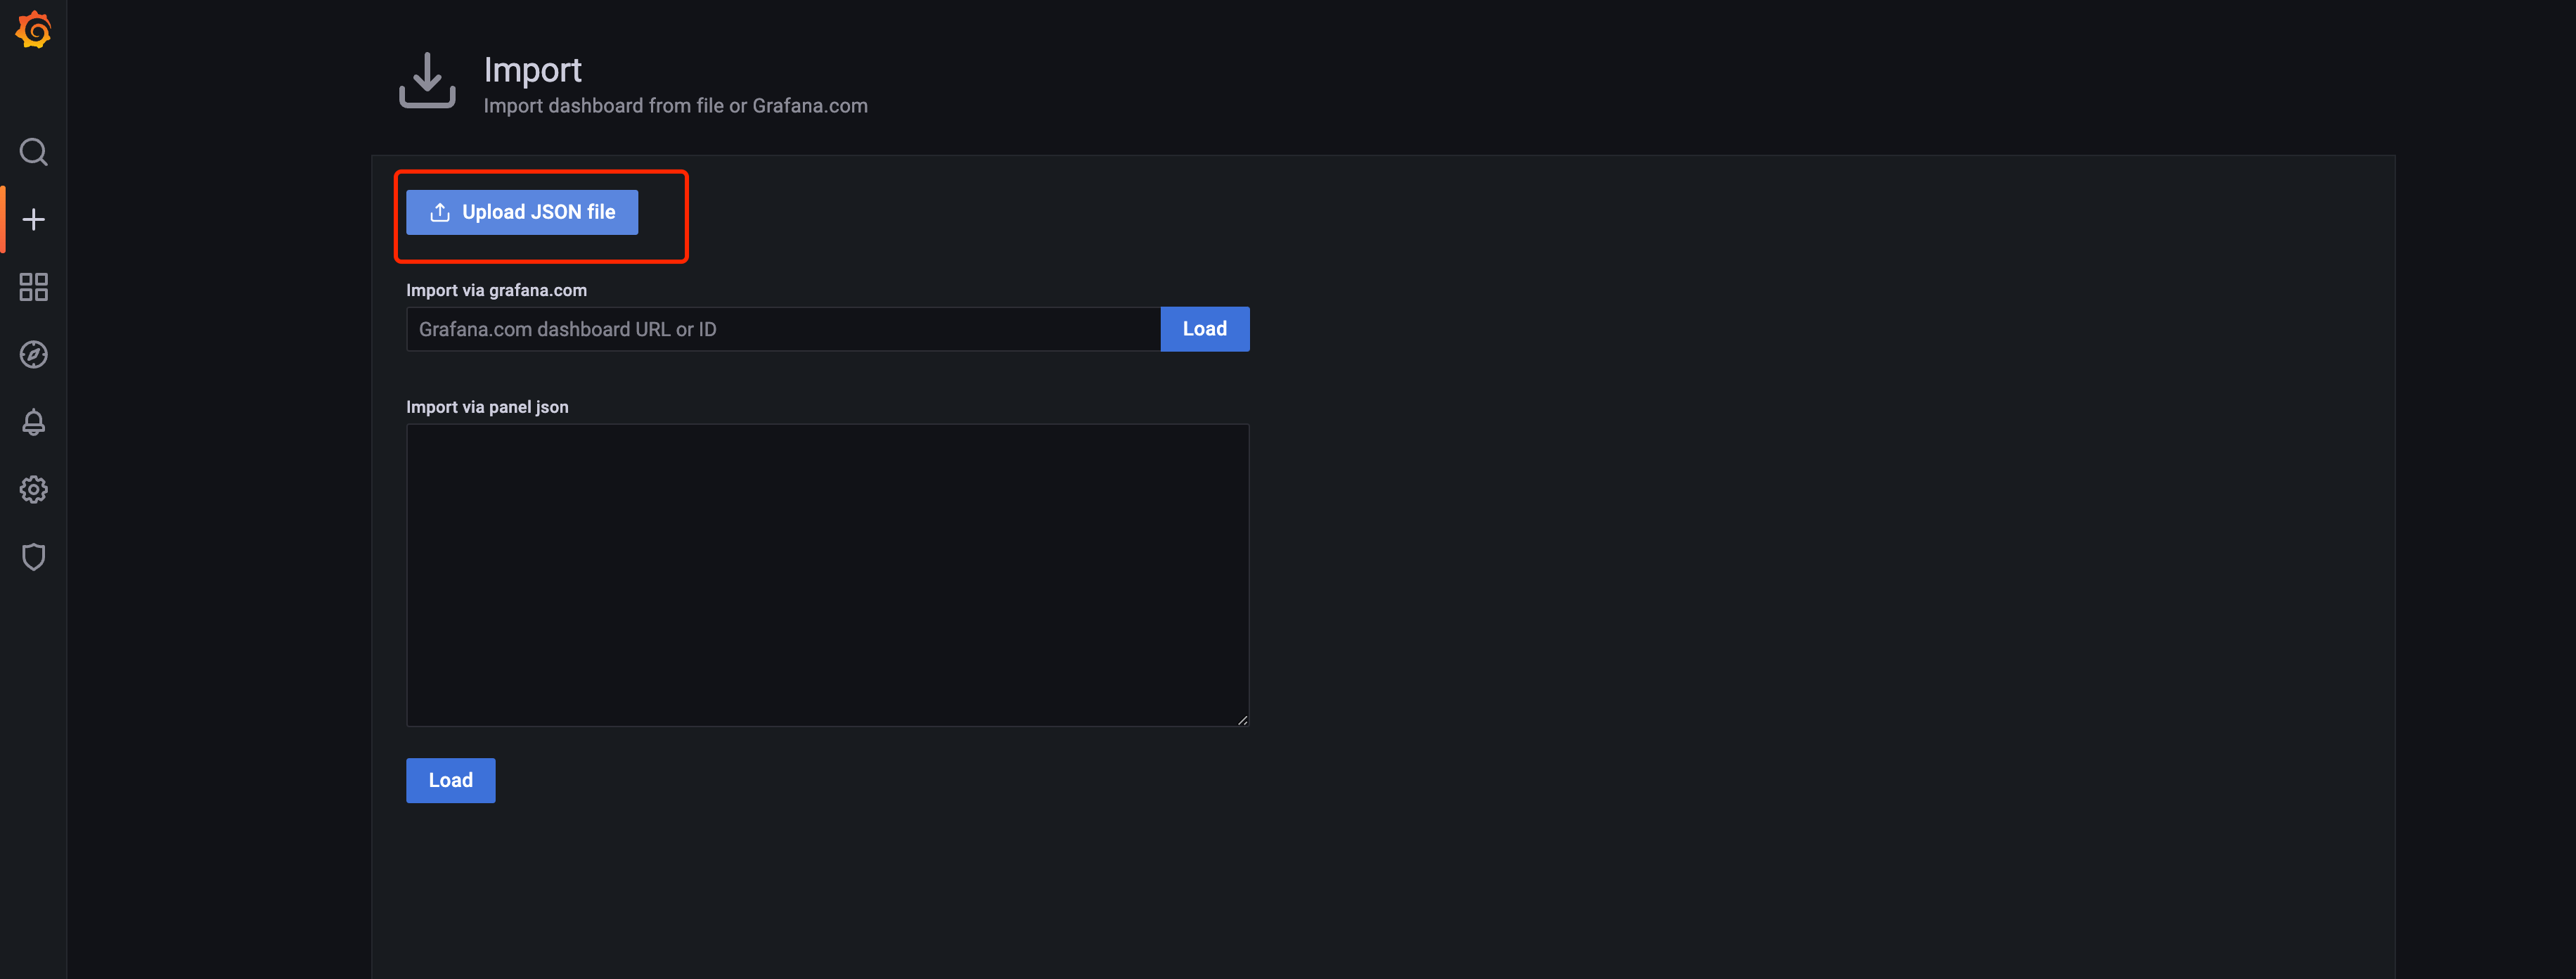 Import
Import dashboard from file or Grafana.com
Upload JSON file
Import via grafana.com
Grafana.com dashboard URL or ID
Load
Import via panel json
Load